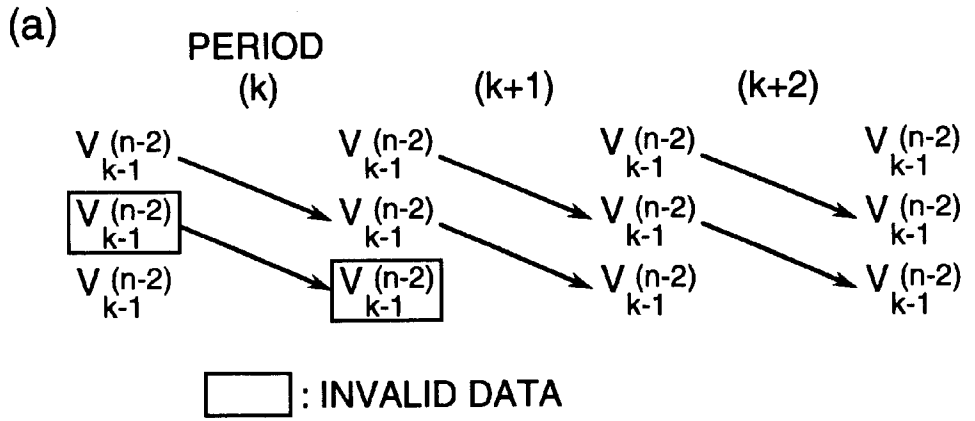 (a)
PERIOD
(k) (k+1) (k+2)
V(n-2)k-1 V(n-2)k-1 V(n-2)k-1 V(n-2)k-1
V(n-2)k-1 V(n-2)k-1 V(n-2)k-1 V(n-2)k-1
V(n-2)k-1 V(n-2)k-1 V(n-2)k-1 V(n-2)k-1
: INVALID DATA